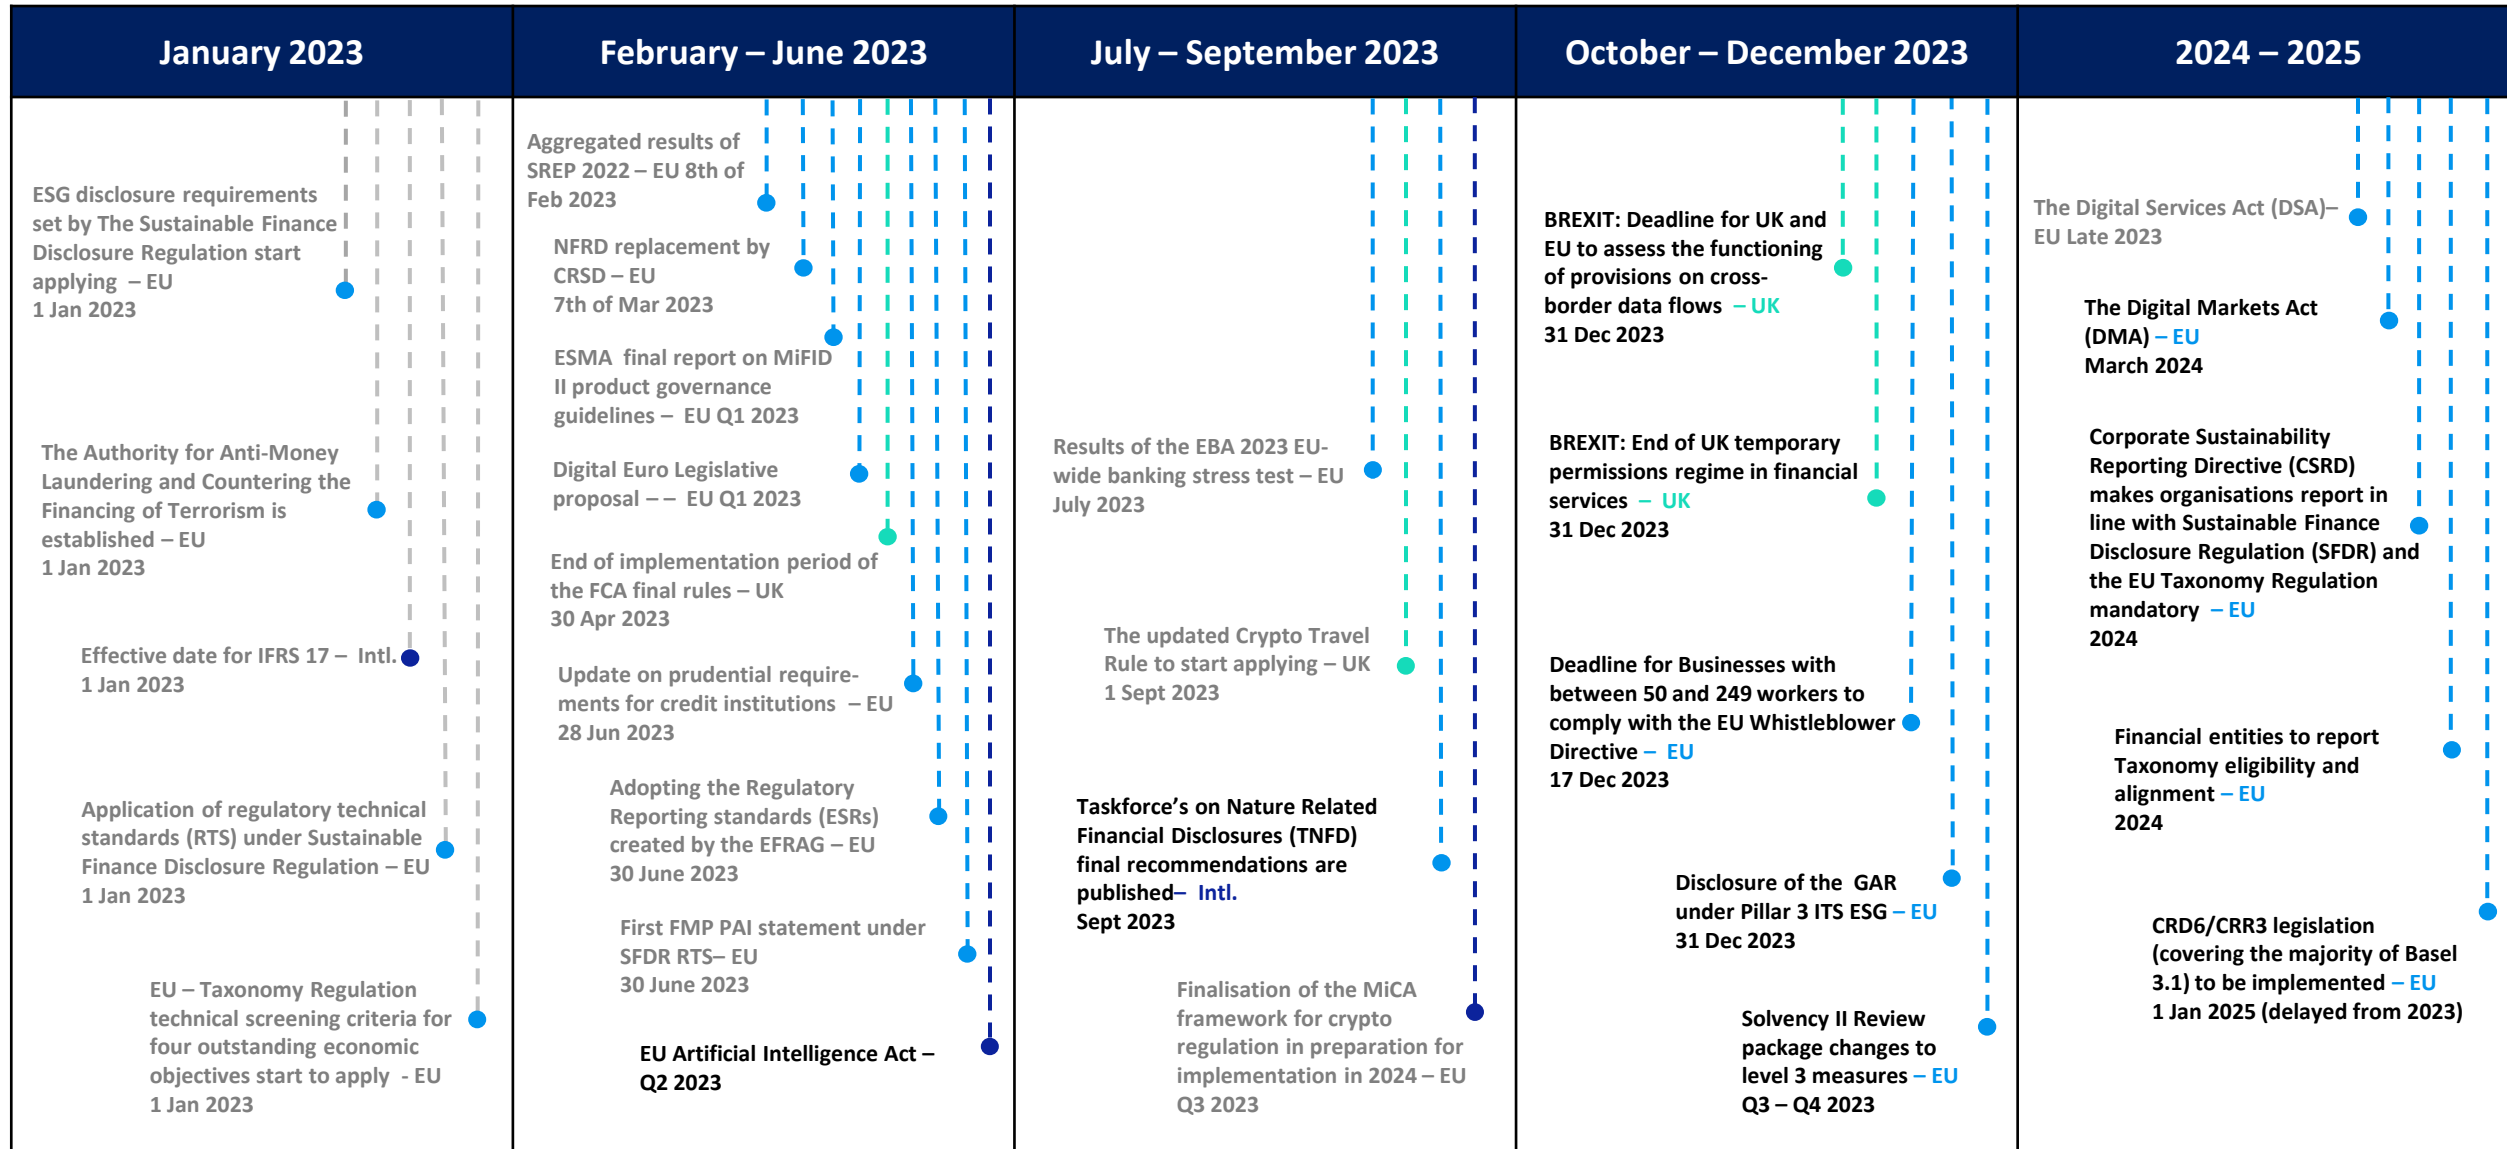 January 2023
February – June 2023
July – September 2023
October – December 2023
2024 – 2025
ESG disclosure requirements
set by The Sustainable Finance
Disclosure Regulation start
applying – EU
1 Jan 2023
The Authority for Anti-Money
Laundering and Countering the
Financing of Terrorism is
established – EU
1 Jan 2023
Effective date for IFRS 17 – Intl.
1 Jan 2023
Application of regulatory technical
standards (RTS) under Sustainable
Finance Disclosure Regulation – EU
1 Jan 2023
EU – Taxonomy Regulation
technical screening criteria for
four outstanding economic
objectives start to apply - EU
1 Jan 2023
Aggregated results of
SREP 2022 – EU 8th of
Feb 2023
NFRD replacement by
CRSD – EU
7th of Mar 2023
ESMA final report on MiFID
II product governance
guidelines – EU Q1 2023
Digital Euro Legislative
proposal – – EU Q1 2023
End of implementation period of
the FCA final rules – UK
30 Apr 2023
Update on prudential require-
ments for credit institutions – EU
28 Jun 2023
Adopting the Regulatory
Reporting standards (ESRs)
created by the EFRAG – EU
30 June 2023
First FMP PAI statement under
SFDR RTS– EU
30 June 2023
EU Artificial Intelligence Act –
Q2 2023
Results of the EBA 2023 EU-
wide banking stress test – EU
July 2023
The updated Crypto Travel
Rule to start applying – UK
1 Sept 2023
Taskforce’s on Nature Related
Financial Disclosures (TNFD)
final recommendations are
published– Intl.
Sept 2023
Finalisation of the MiCA
framework for crypto
regulation in preparation for
implementation in 2024 – EU
Q3 2023
BREXIT: Deadline for UK and
EU to assess the functioning
of provisions on cross-
border data flows – UK
31 Dec 2023
BREXIT: End of UK temporary
permissions regime in financial
services – UK
31 Dec 2023
Deadline for Businesses with
between 50 and 249 workers to
comply with the EU Whistleblower
Directive – EU
17 Dec 2023
Disclosure of the GAR
under Pillar 3 ITS ESG – EU
31 Dec 2023
Solvency II Review
package changes to
level 3 measures – EU
Q3 – Q4 2023
The Digital Services Act (DSA)–
EU Late 2023
The Digital Markets Act
(DMA) – EU
March 2024
Corporate Sustainability
Reporting Directive (CSRD)
makes organisations report in
line with Sustainable Finance
Disclosure Regulation (SFDR) and
the EU Taxonomy Regulation
mandatory – EU
2024
Financial entities to report
Taxonomy eligibility and
alignment – EU
2024
CRD6/CRR3 legislation
(covering the majority of Basel
3.1) to be implemented – EU
1 Jan 2025 (delayed from 2023)